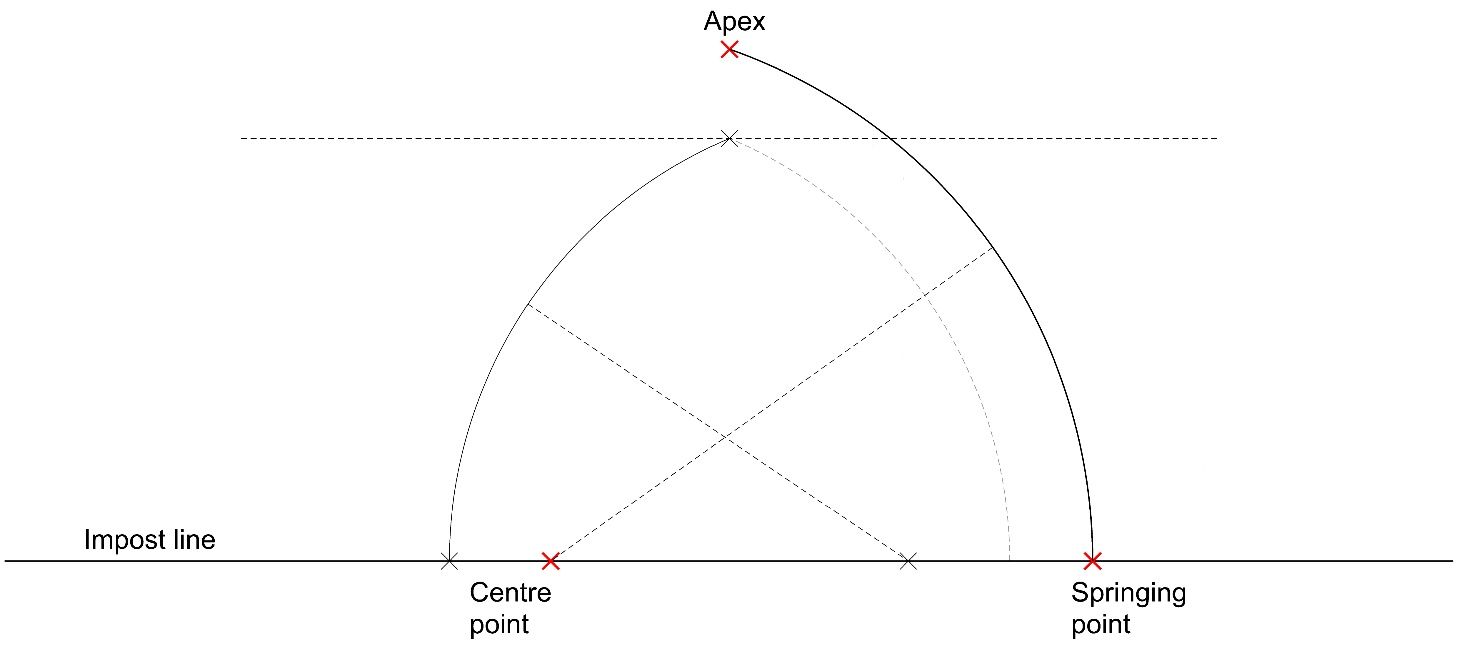 Apex
Impost line
Centre
point
Springing
point